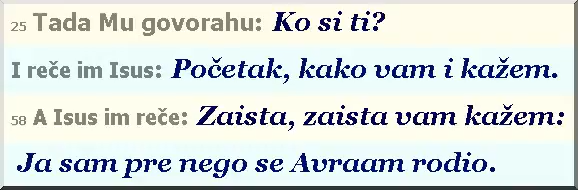 25 Tada Mu govorahu: Ko si ti?
I reče im Isus: Početak, kako vam i kažem.
58 A Isus im reče: Zaista, zaista vam kažem:
Ja sam pre nego se Avraam rodio.